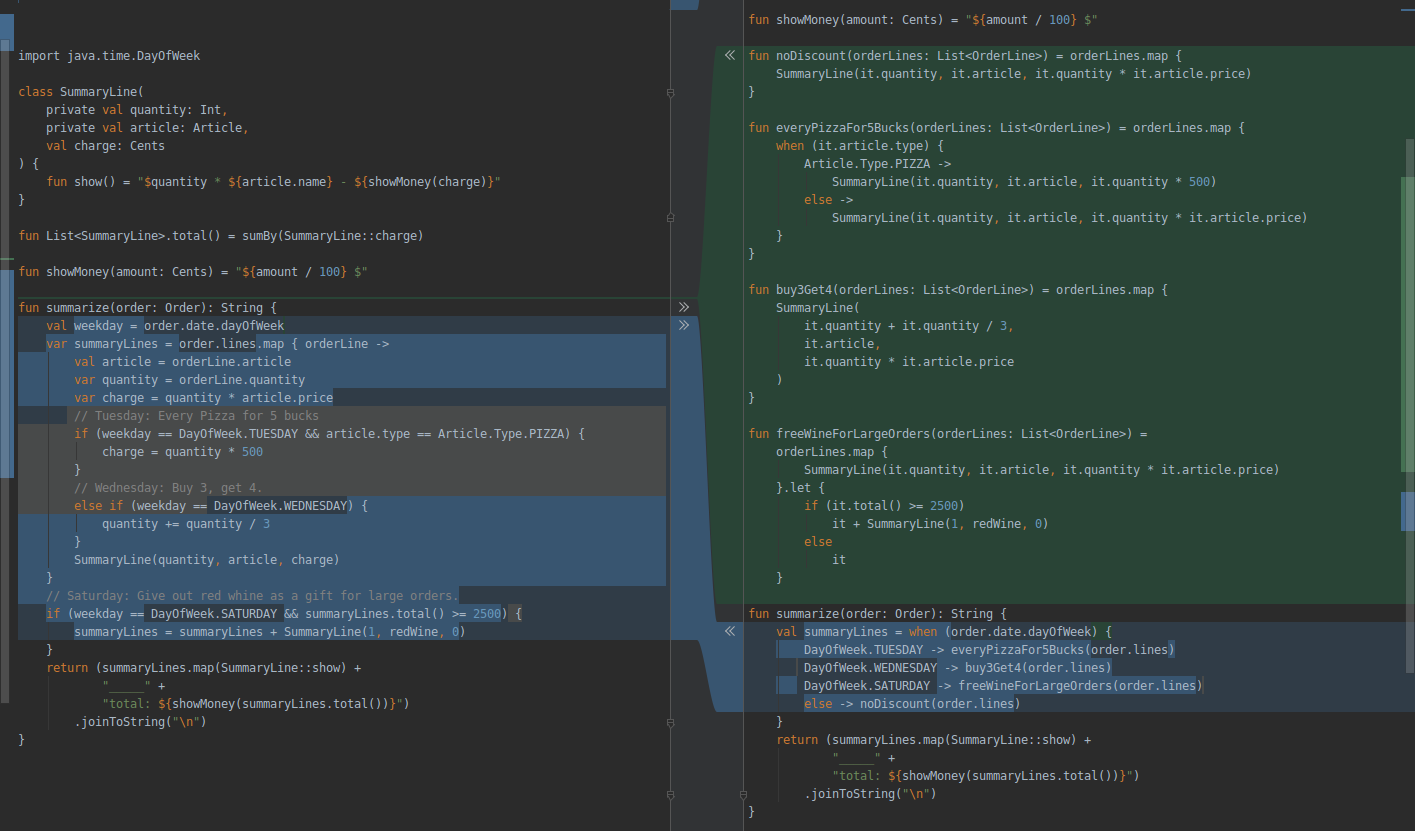 import java.time.DayOfWeek
class SummaryLine(
    private val quantity: Int,
    private val article: Article,
    val charge: Cents
) {
    fun show() = "$quantity * ${article.name} - ${showMoney(charge)}"
}
fun List<SummaryLine>.total() = sumBy(SummaryLine::charge)
fun showMoney(amount: Cents) = "${amount / 100} $"
fun summarize(order: Order): String {
    val weekday = order.date.dayOfWeek
    var summaryLines = order.lines.map { orderLine ->
        val article = orderLine.article
        var quantity = orderLine.quantity
        var charge = quantity * article.price
        // Tuesday: Every Pizza for 5 bucks
        if (weekday == DayOfWeek.TUESDAY && article.type == Article.Type.PIZZA) {
            charge = quantity * 500
        }
        // Wednesday: Buy 3, get 4.
        else if (weekday == DayOfWeek.WEDNESDAY) {
            quantity += quantity / 3
        }
        SummaryLine(quantity, article, charge)
    }
    // Saturday: Give out red whine as a gift for large orders.
    if (weekday == DayOfWeek.SATURDAY && summaryLines.total() >= 2500) {
        summaryLines = summaryLines + SummaryLine(1, redWine, 0)
    }
    return (summaryLines.map(SummaryLine::show) +
            "_____" +
            "total: ${showMoney(summaryLines.total())}")
        .joinToString("\n")
}
fun showMoney(amount: Cents) = "${amount / 100} $"
fun noDiscount(orderLines: List<OrderLine>) = orderLines.map {
    SummaryLine(it.quantity, it.article, it.quantity * it.article.price)
}
fun everyPizzaFor5Bucks(orderLines: List<OrderLine>) = orderLines.map {
    when (it.article.type) {
        Article.Type.PIZZA ->
            SummaryLine(it.quantity, it.article, it.quantity * 500)
        else ->
            SummaryLine(it.quantity, it.article, it.quantity * it.article.price)
    }
}
fun buy3Get4(orderLines: List<OrderLine>) = orderLines.map {
    SummaryLine(
        it.quantity + it.quantity / 3,
        it.article,
        it.quantity * it.article.price
    )
}
fun freeWineForLargeOrders(orderLines: List<OrderLine>) =
    orderLines.map {
        SummaryLine(it.quantity, it.article, it.quantity * it.article.price)
    }.let {
        if (it.total() >= 2500)
            it + SummaryLine(1, redWine, 0)
        else
            it
    }
fun summarize(order: Order): String {
    val summaryLines = when (order.date.dayOfWeek) {
        DayOfWeek.TUESDAY -> everyPizzaFor5Bucks(order.lines)
        DayOfWeek.WEDNESDAY -> buy3Get4(order.lines)
        DayOfWeek.SATURDAY -> freeWineForLargeOrders(order.lines)
        else -> noDiscount(order.lines)
    }
    return (summaryLines.map(SummaryLine::show) +
            "_____" +
            "total: ${showMoney(summaryLines.total())}")
        .joinToString("\n")
}